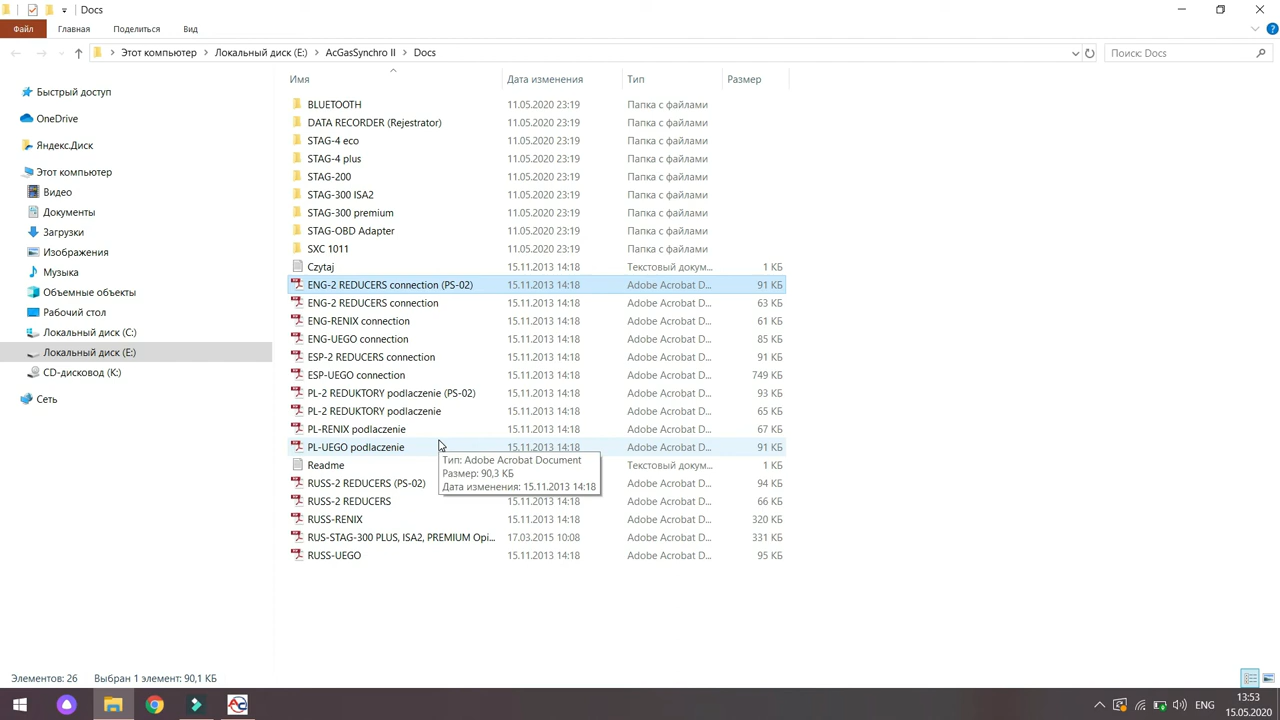 Docs
Файл Главная Поделиться Вид
Этот компьютер Локальный диск (E:) AcGasSynchro II Docs
Поиск: Docs
Имя Дата изменения Тип Размер
Быстрый доступ
OneDrive
Яндекс.Диск
Этот компьютер
Видео
Документы
Загрузки
Изображения
Музыка
Объемные объекты
Рабочий стол
Локальный диск (C:)
Локальный диск (E:)
CD-дисковод (K:)
Сеть
BLUETOOTH 11.05.2020 23:19 Папка с файлами
DATA RECORDER (Rejestrator) 11.05.2020 23:19 Папка с файлами
STAG-4 eco 11.05.2020 23:19 Папка с файлами
STAG-4 plus 11.05.2020 23:19 Папка с файлами
STAG-200 11.05.2020 23:19 Папка с файлами
STAG-300 ISA2 11.05.2020 23:19 Папка с файлами
STAG-300 premium 11.05.2020 23:19 Папка с файлами
STAG-OBD Adapter 11.05.2020 23:19 Папка с файлами
SXC 1011 11.05.2020 23:19 Папка с файлами
Czytaj 15.11.2013 14:18 Текстовый докум... 1 КБ
ENG-2 REDUCERS connection (PS-02) 15.11.2013 14:18 Adobe Acrobat D... 91 КБ
ENG-2 REDUCERS connection 15.11.2013 14:18 Adobe Acrobat D... 63 КБ
ENG-RENIX connection 15.11.2013 14:18 Adobe Acrobat D... 61 КБ
ENG-UEGO connection 15.11.2013 14:18 Adobe Acrobat D... 85 КБ
ESP-2 REDUCERS connection 15.11.2013 14:18 Adobe Acrobat D... 91 КБ
ESP-UEGO connection 15.11.2013 14:18 Adobe Acrobat D... 749 КБ
PL-2 REDUKTORY podlaczenie (PS-02) 15.11.2013 14:18 Adobe Acrobat D... 93 КБ
PL-2 REDUKTORY podlaczenie 15.11.2013 14:18 Adobe Acrobat D... 65 КБ
PL-RENIX podlaczenie 15.11.2013 14:18 Adobe Acrobat D... 67 КБ
PL-UEGO podlaczenie 15.11.2013 14:18 Adobe Acrobat D... 91 КБ
Readme Текстовый докум... 1 КБ
RUSS-2 REDUCERS (PS-02) Adobe Acrobat D... 94 КБ
RUSS-2 REDUCERS 15.11.2013 14:18 Adobe Acrobat D... 66 КБ
RUSS-RENIX 15.11.2013 14:18 Adobe Acrobat D... 320 КБ
RUS-STAG-300 PLUS, ISA2, PREMIUM Opi... 17.03.2015 10:08 Adobe Acrobat D... 331 КБ
RUSS-UEGO 15.11.2013 14:18 Adobe Acrobat D... 95 КБ
Тип: Adobe Acrobat Document
Размер: 90,3 КБ
Дата изменения: 15.11.2013 14:18
Элементов: 26 Выбран 1 элемент: 90,1 КБ
AC
ENG
13:53
15.05.2020